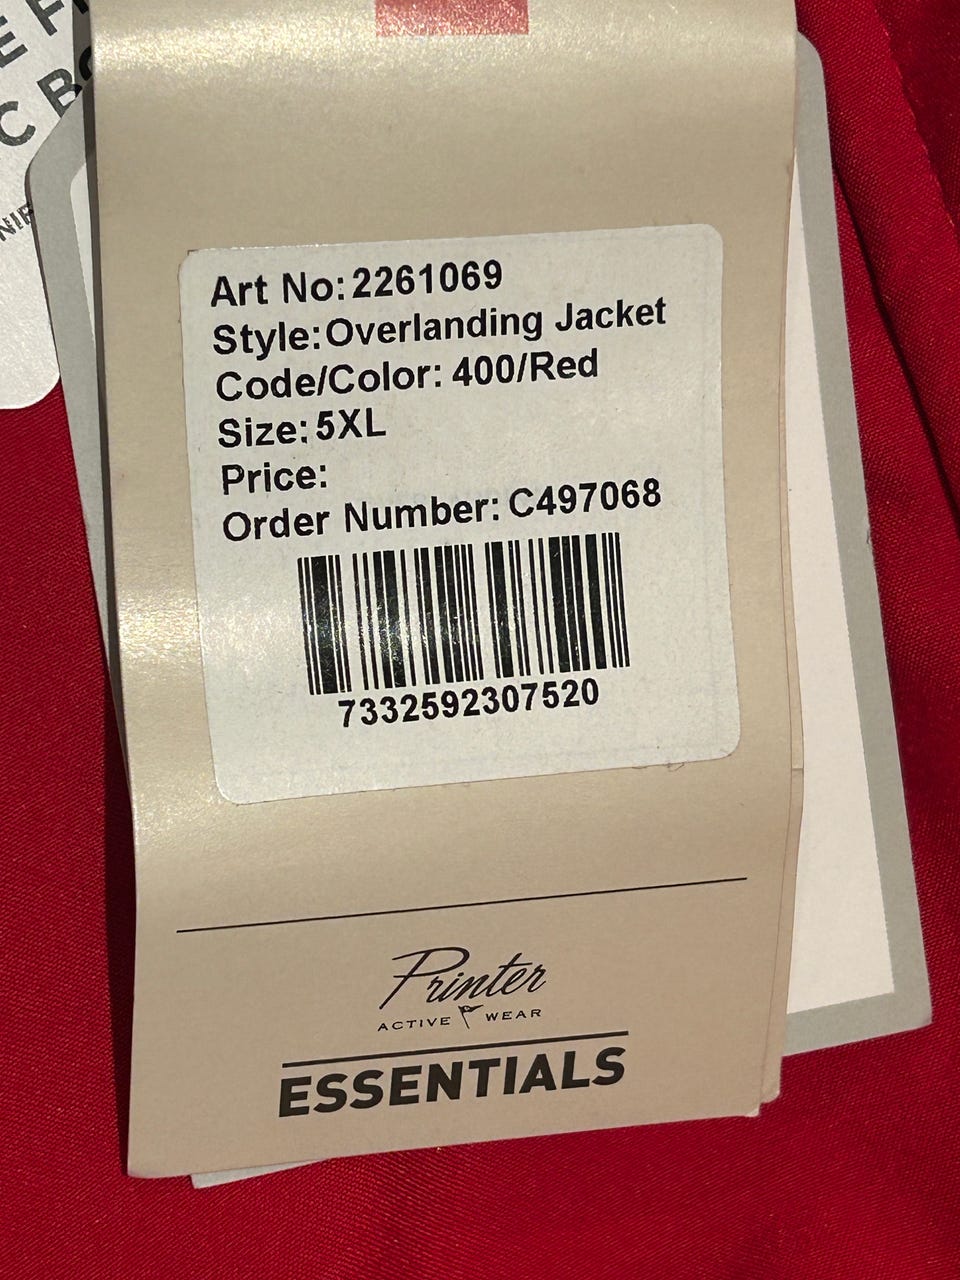 Art No: 2261069
Style: Overlanding Jacket
Code/Color: 400/Red
Size: 5XL
Price:
Order Number: C497068
7332592307520
Printer
ACTIVE WEAR
ESSENTIALS